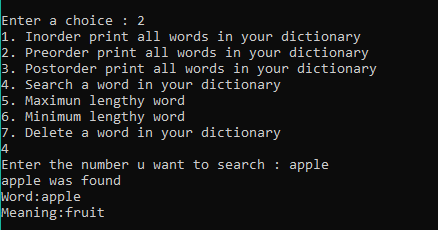 Enter a choice : 2
1. Inorder print all words in your dictionary
2. Preorder print all words in your dictionary
3. Postorder print all words in your dictionary
4. Search a word in your dictionary
5. Maximun lengthy word
6. Minimum lengthy word
7. Delete a word in your dictionary
4
Enter the number u want to search : apple
apple was found
Word:apple
Meaning:fruit